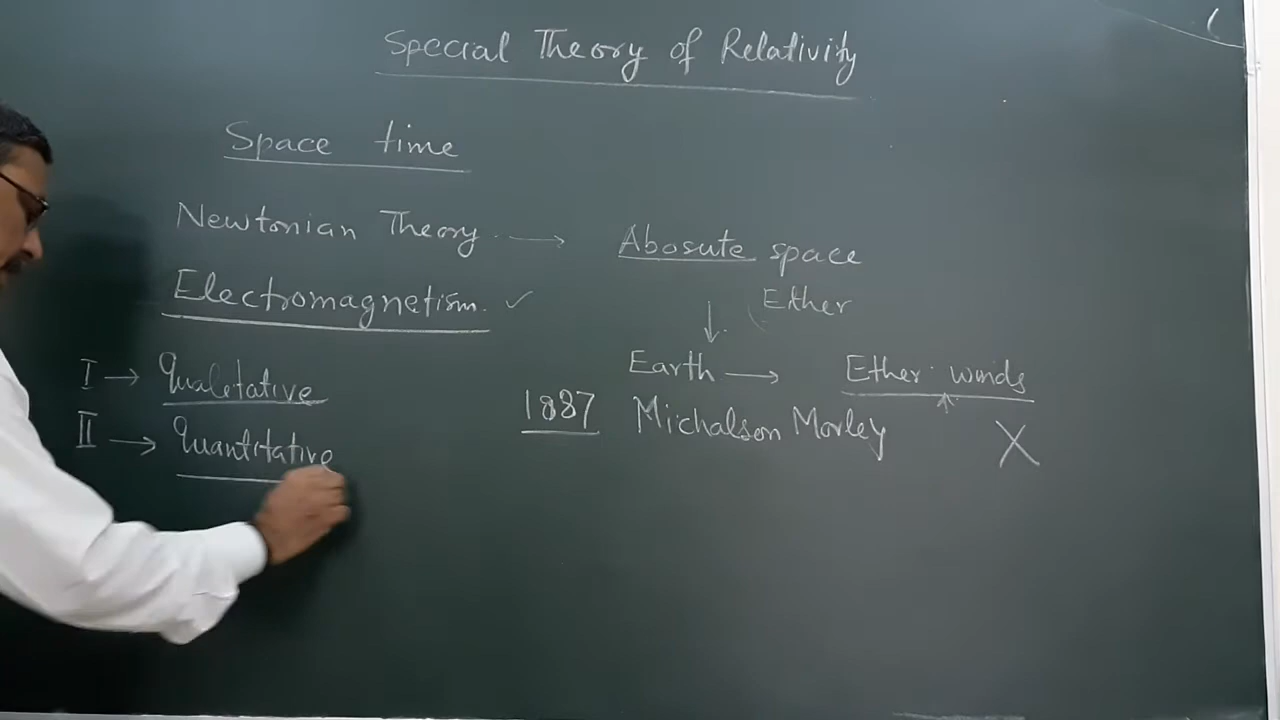 Special Theory of Relativity
Space time
Newtonian Theory → Abosute space
Electromagnetism. ✓ Ether
↓
I → Qualetative
Earth → Ether winds
↑
1887 Michalson Morley X
II → Quantitative